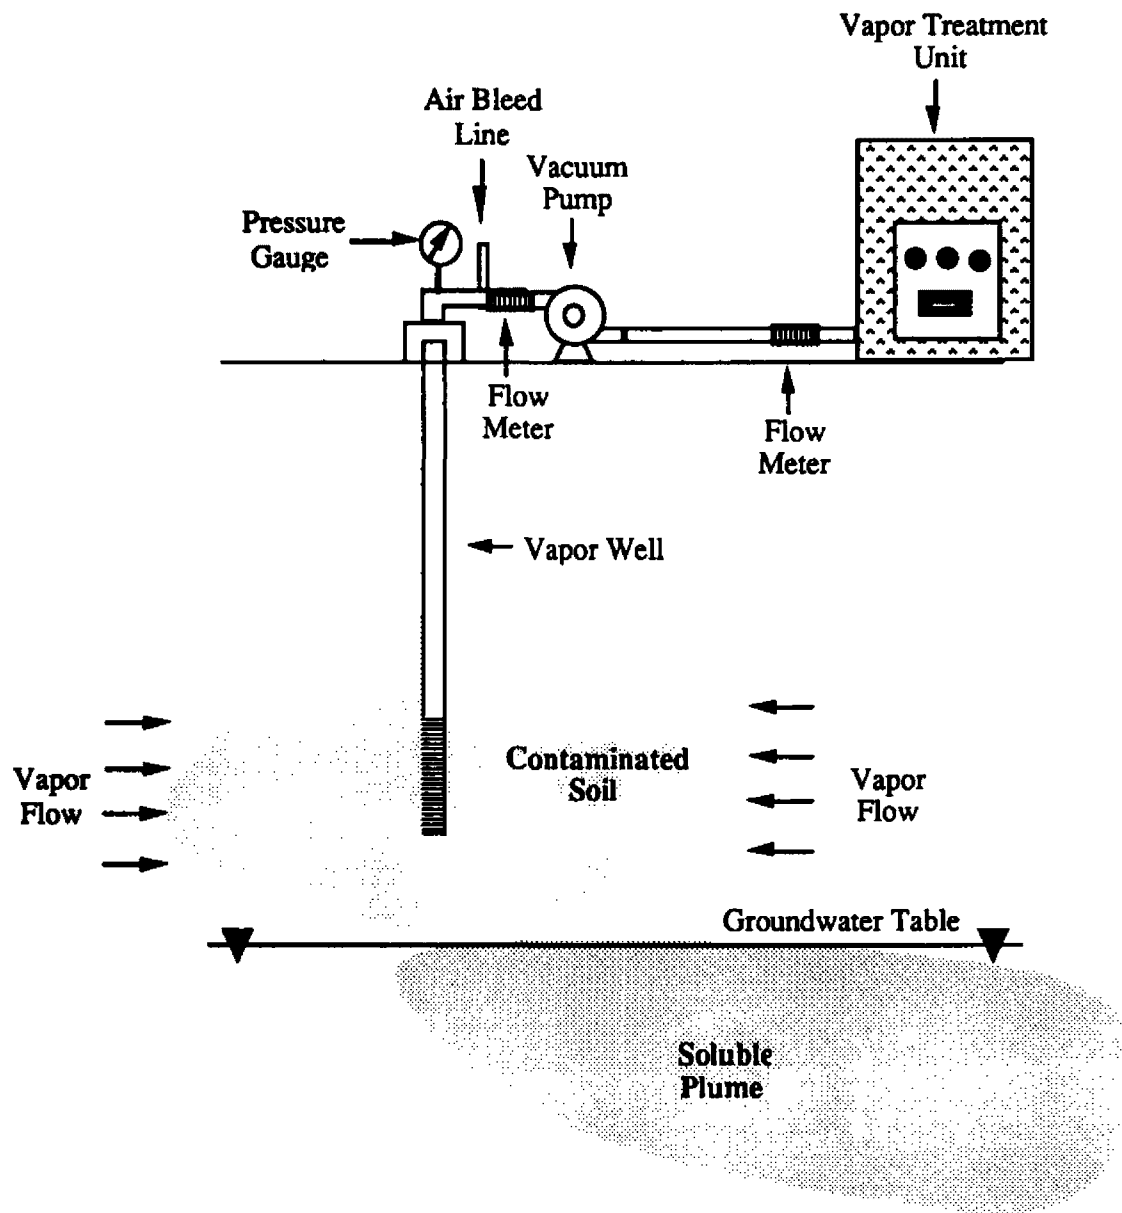 Vapor Treatment
Unit
Air Bleed
Line
Vacuum
Pump
Pressure
Gauge
Flow
Meter
Flow
Meter
Vapor Well
Vapor
Flow
Contaminated
Soil
Vapor
Flow
Groundwater Table
Soluble
Plume